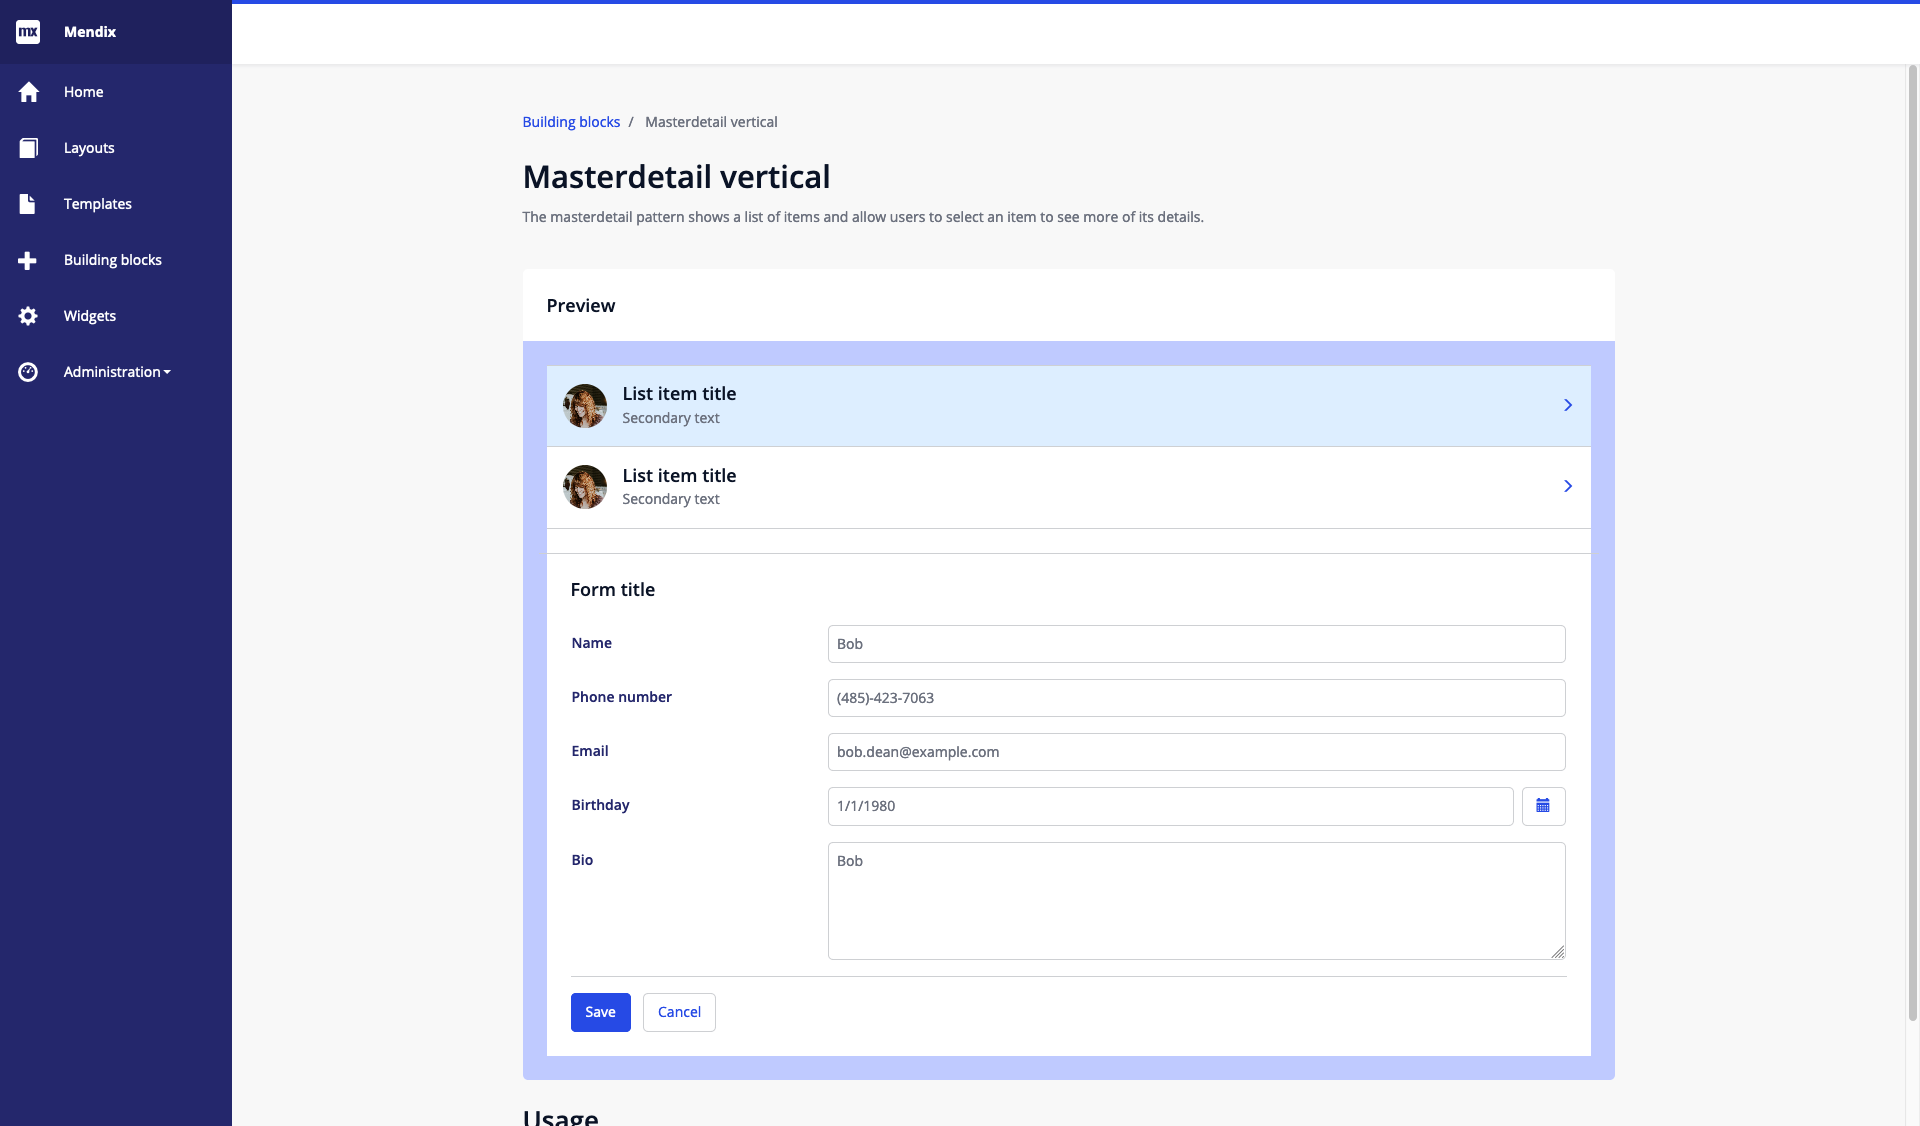 mx Mendix
Home
Layouts
Templates
Building blocks
Widgets
Administration
Building blocks / Masterdetail vertical
Masterdetail vertical
The masterdetail pattern shows a list of items and allow users to select an item to see more of its details.
Preview
List item title
Secondary text
List item title
Secondary text
Form title
Name Bob
Phone number (485)-423-7063
Email bob.dean@example.com
Birthday 1/1/1980
Bio Bob
Save Cancel
Usage